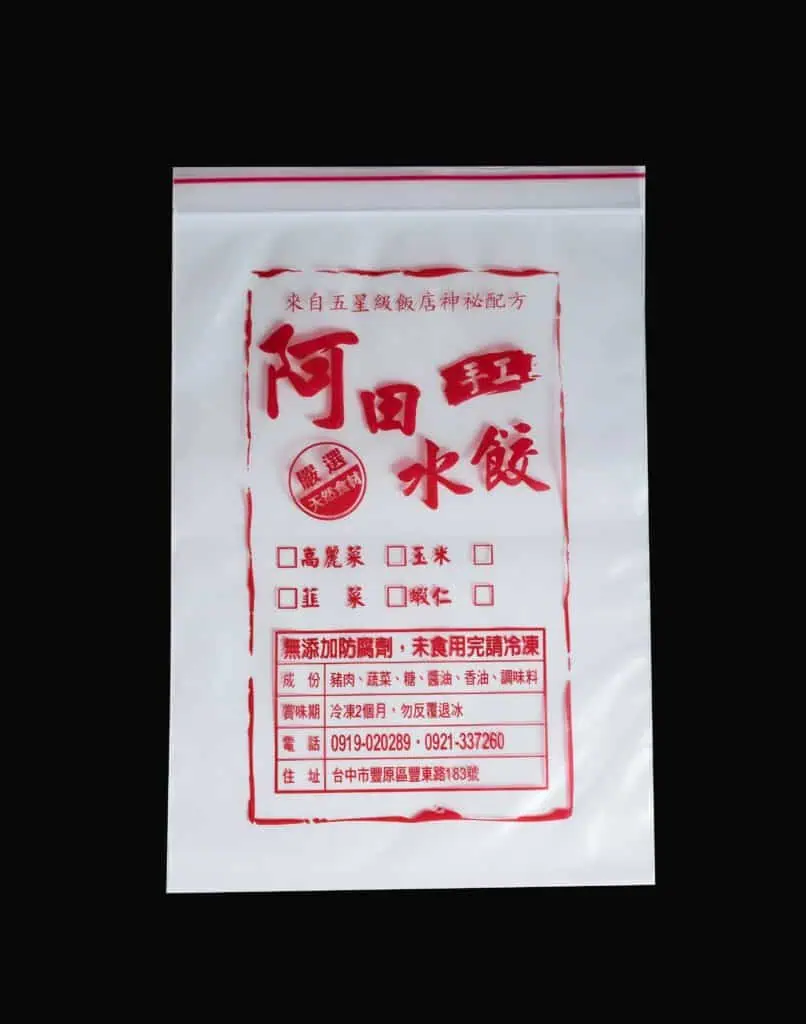 來自五星級飯店神祕配方
阿田
手工
水餃
嚴選
天然食材
□高麗菜 □玉米 □
□韮 菜 □蝦仁 □
無添加防腐劑，未食用完請冷凍
成份 豬肉、蔬菜、糖、醬油、香油、調味料
賞味期 冷凍2個月，勿反覆退冰
電話 0919-020289・0921-337260
住址 台中市豐原區豐東路183號